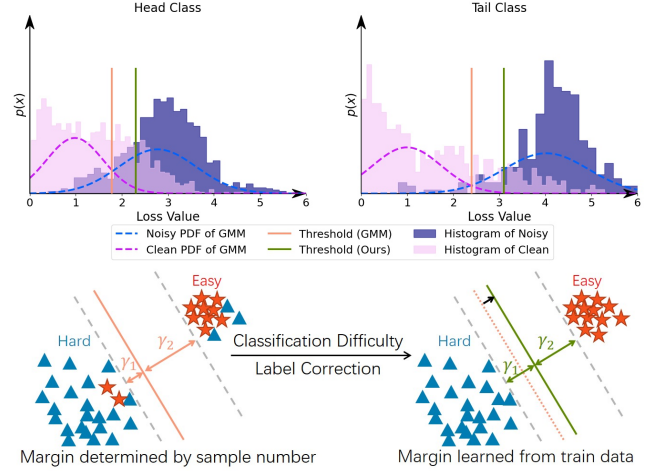 Head Class
Tail Class
p(x)
p(x)
0 1 2 3 4 5 6
0 1 2 3 4 5 6
Loss Value
Loss Value
Noisy PDF of GMM
Threshold (GMM)
Histogram of Noisy
Clean PDF of GMM
Threshold (Ours)
Histogram of Clean
Easy
Hard
γ₁
γ₂
Classification Difficulty
Label Correction
Easy
Hard
γ₁
γ₂
Margin determined by sample number
Margin learned from train data